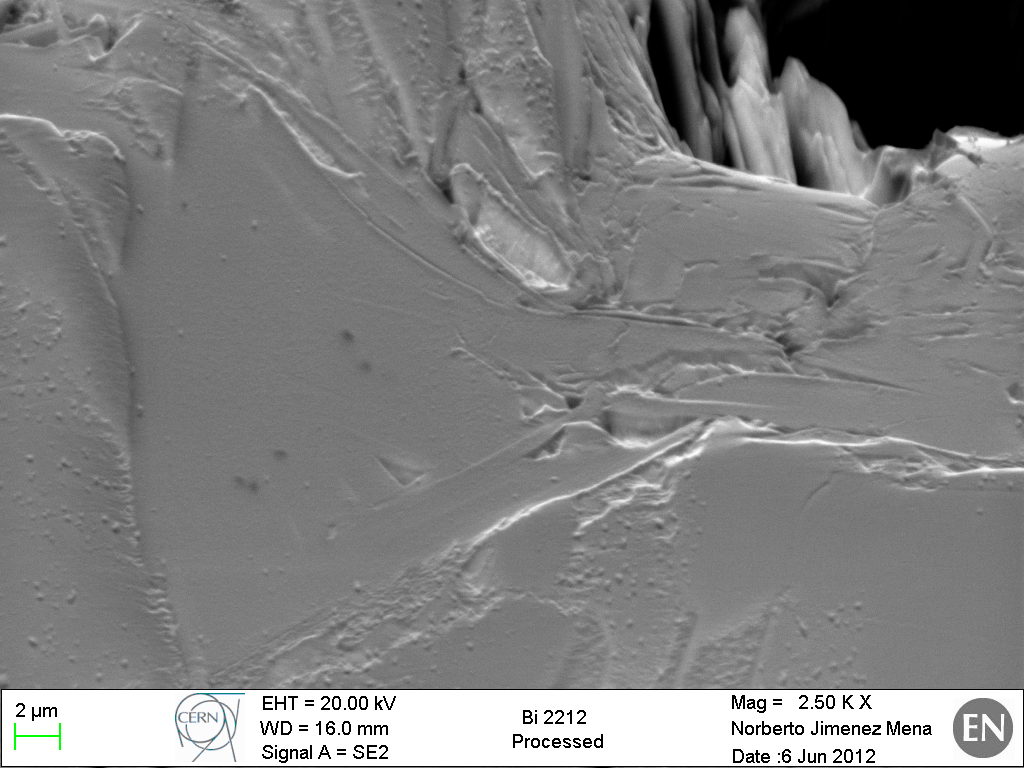 2 µm
CERN
EHT = 20.00 kV
WD = 16.0 mm
Signal A = SE2
Bi 2212
Processed
Mag = 2.50 K X
Norberto Jimenez Mena
Date :6 Jun 2012
EN